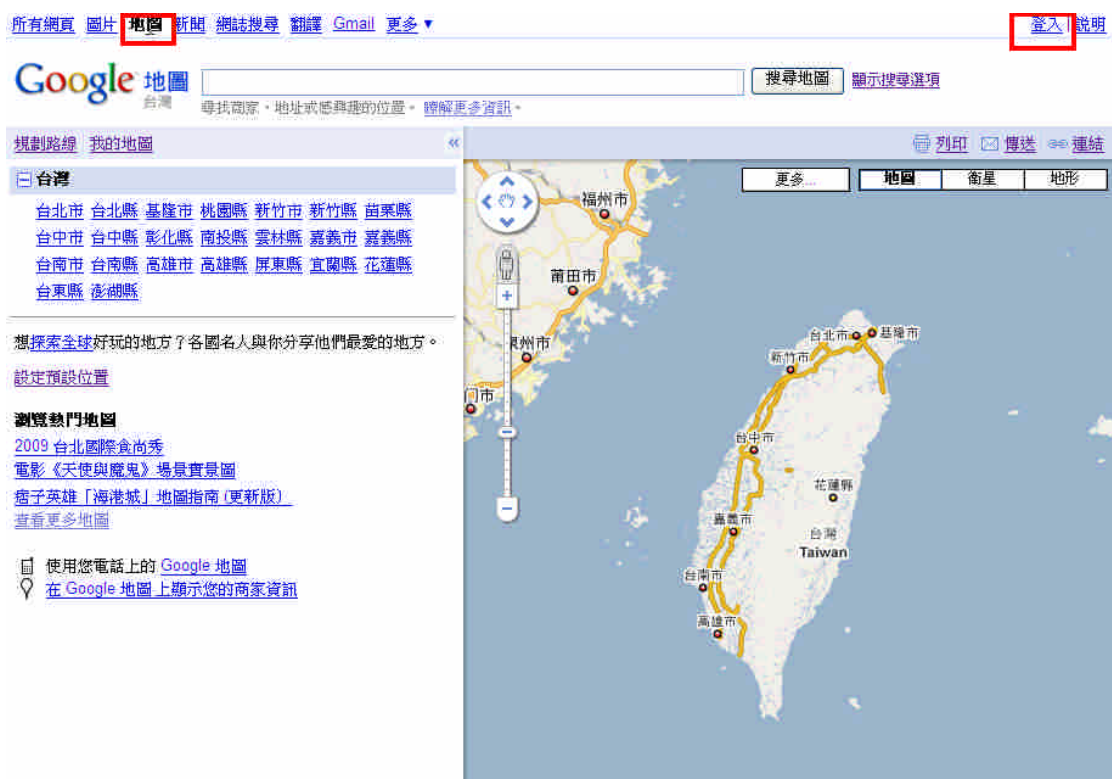 所有網頁 圖片 地圖 新聞 網誌搜尋 翻譯 Gmail 更多 ▼
登入 | 說明
Google 地圖
台灣
搜尋地圖 顯示搜尋選項
尋找商家、地址或感興趣的位置。瞭解更多資訊。
規劃路線 我的地圖 «
列印 傳送 連結
台灣
台北市 台北縣 基隆市 桃園縣 新竹市 新竹縣 苗栗縣
台中市 台中縣 彰化縣 南投縣 雲林縣 嘉義市 嘉義縣
台南市 台南縣 高雄市 高雄縣 屏東縣 宜蘭縣 花蓮縣
台東縣 澎湖縣
想探索全球好玩的地方？各國名人與你分享他們最愛的地方。
設定預設位置
瀏覽熱門地圖
2009 台北國際食尚秀
電影《天使與魔鬼》場景實景圖
痞子英雄「海港城」地圖指南 (更新版)
查看更多地圖
使用您電話上的 Google 地圖
在 Google 地圖 上顯示您的商家資訊
更多... 地圖 衛星 地形
福州市
莆田市
泉州市
门市
台北市
基隆市
新竹市
台中市
花蓮縣
嘉義市
台灣
Taiwan
台南市
高雄市